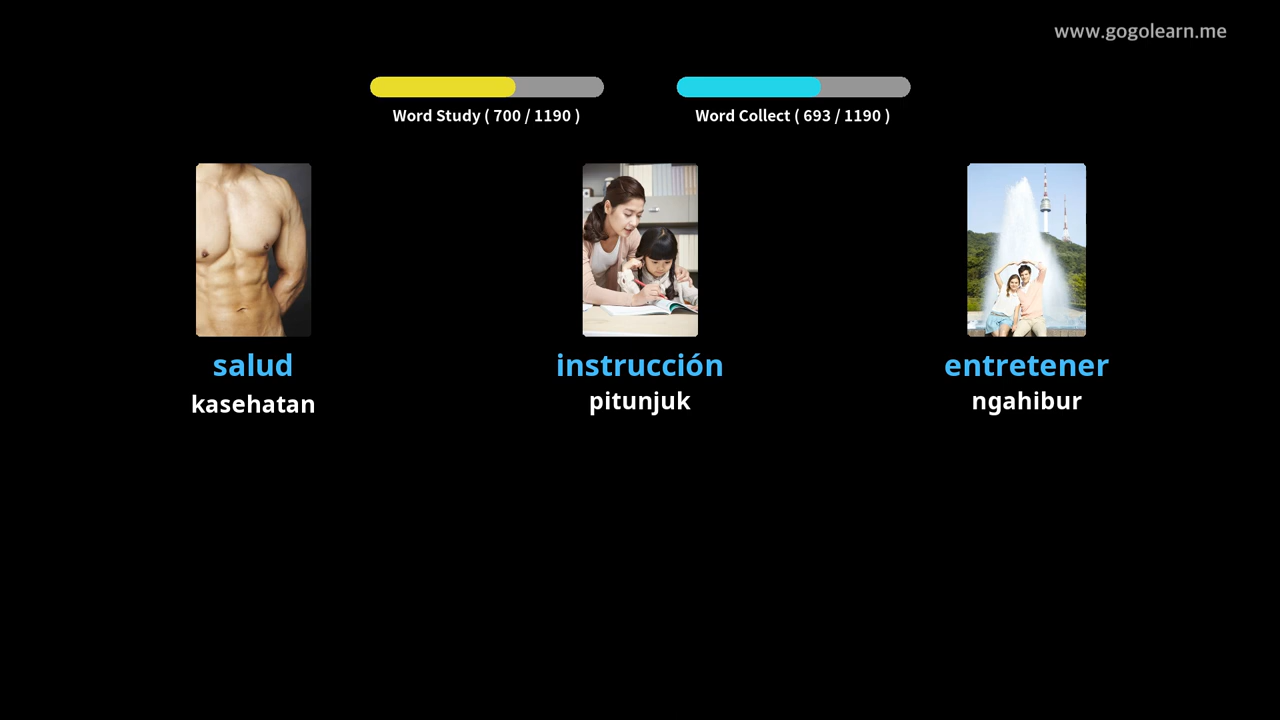 www.gogolearn.me
Word Study ( 700 / 1190 )
Word Collect ( 693 / 1190 )
salud
kasehatan
instrucción
pitunjuk
entretener
ngahibur